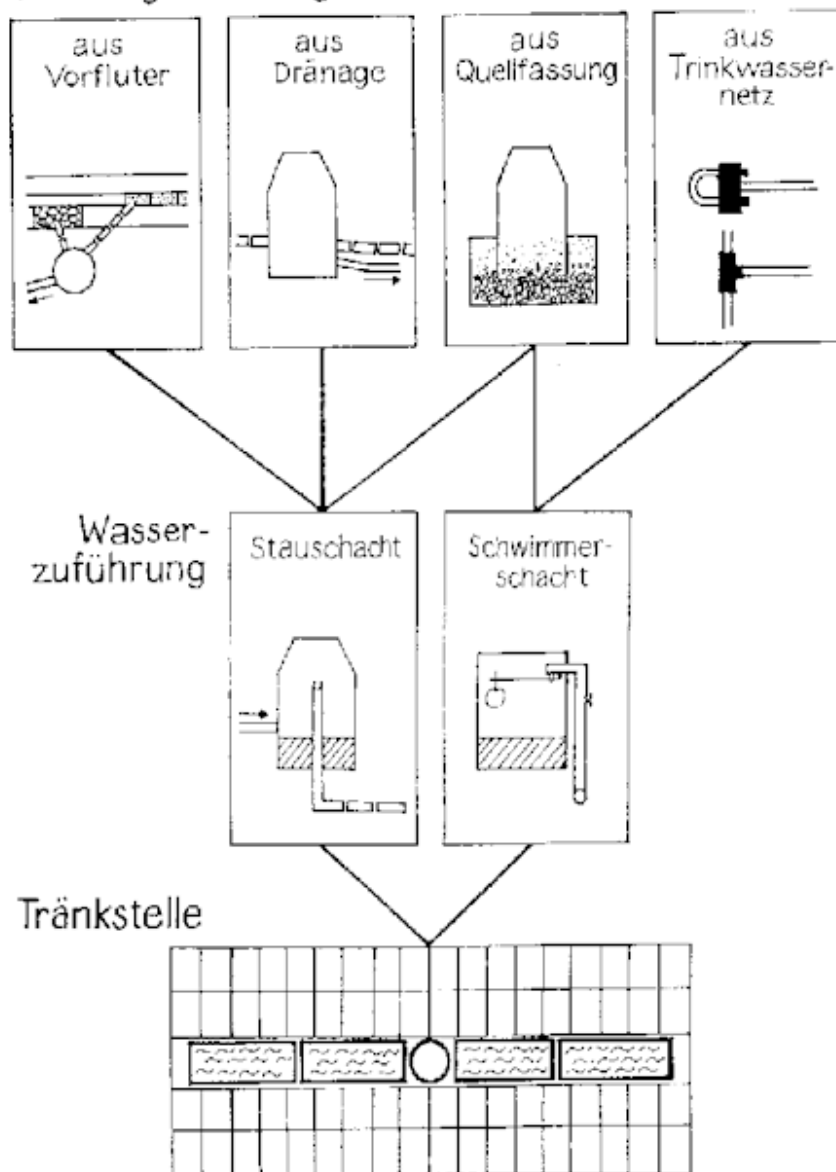 aus
Vorfluter
aus
Dränage
aus
Quellfassung
aus
Trinkwasser-
netz
Wasser-
zuführung
Stauschacht
Schwimmer-
schacht
Tränkstelle